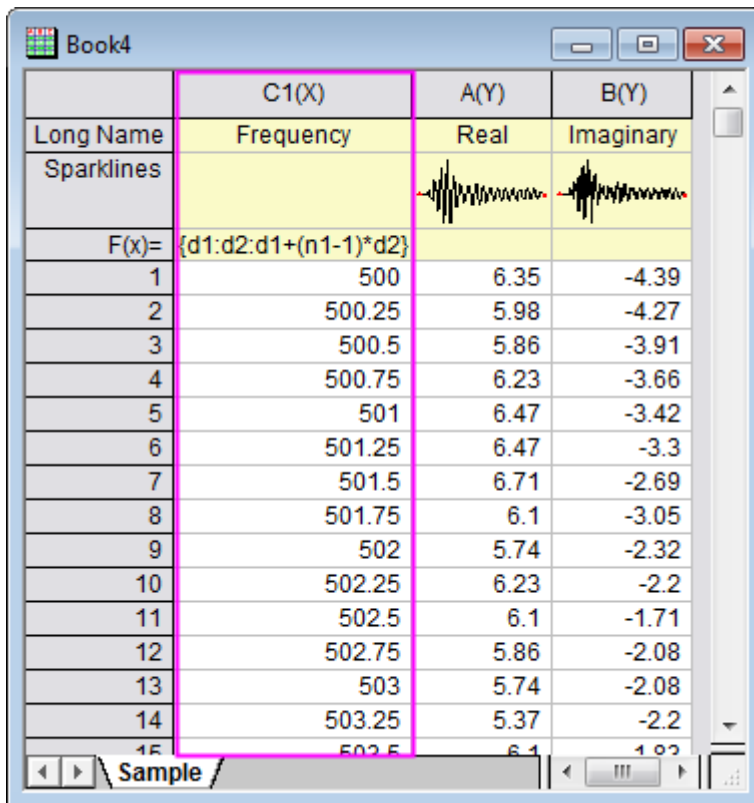 Book4
C1(X) A(Y) B(Y)
Long Name Frequency Real Imaginary
Sparklines
F(x)= {d1:d2:d1+(n1-1)*d2}
1 500 6.35 -4.39
2 500.25 5.98 -4.27
3 500.5 5.86 -3.91
4 500.75 6.23 -3.66
5 501 6.47 -3.42
6 501.25 6.47 -3.3
7 501.5 6.71 -2.69
8 501.75 6.1 -3.05
9 502 5.74 -2.32
10 502.25 6.23 -2.2
11 502.5 6.1 -1.71
12 502.75 5.86 -2.08
13 503 5.74 -2.08
14 503.25 5.37 -2.2
15 503.5 6.1
Sample